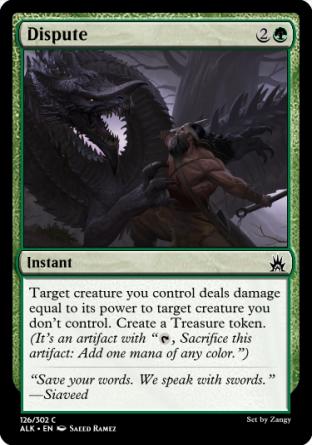 Dispute 2
Instant
Target creature you control deals damage
equal to its power to target creature you
don't control. Create a Treasure token.
(It's an artifact with “, Sacrifice this
artifact: Add one mana of any color.”)
“Save your words. We speak with swords.”
—Siaveed
126/302 C
Set by Zangy
ALK • EN Saeed Ramez